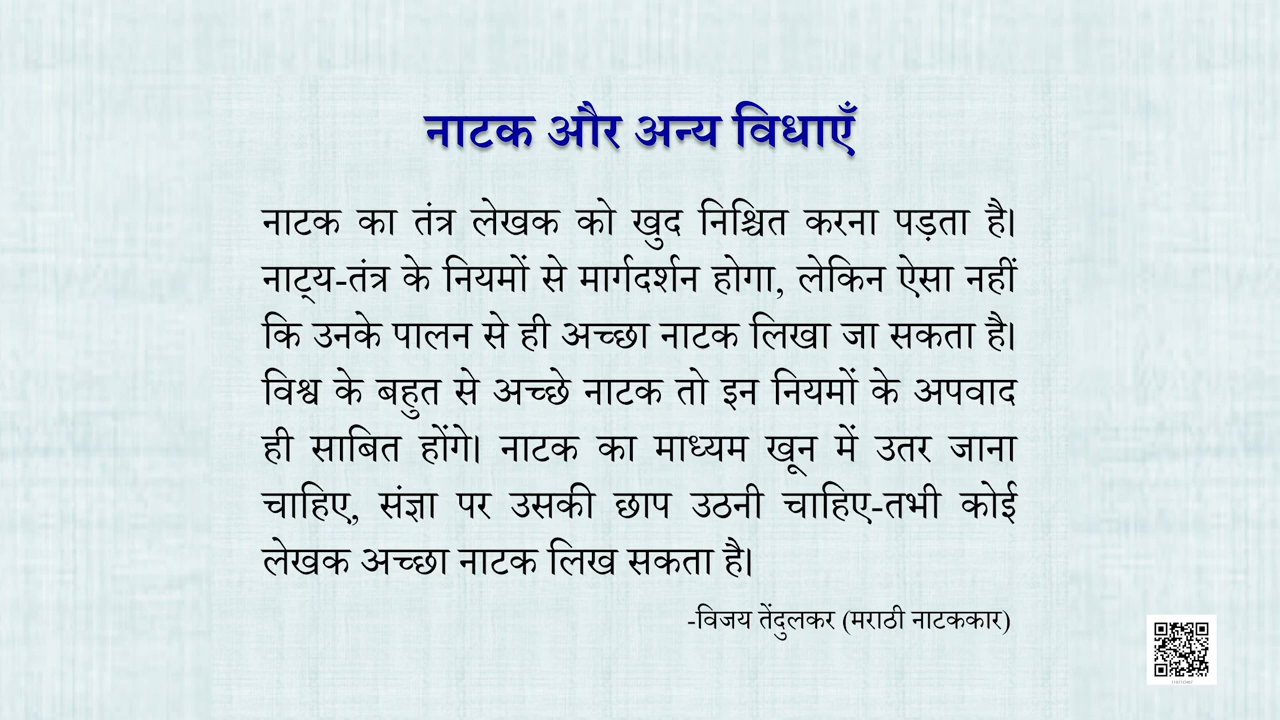 नाटक और अन्य विधाएँ
नाटक का तंत्र लेखक को खुद निश्चित करना पड़ता है।
नाट्य-तंत्र के नियमों से मार्गदर्शन होगा, लेकिन ऐसा नहीं
कि उनके पालन से ही अच्छा नाटक लिखा जा सकता है।
विश्व के बहुत से अच्छे नाटक तो इन नियमों के अपवाद
ही साबित होंगे। नाटक का माध्यम खून में उतर जाना
चाहिए, संज्ञा पर उसकी छाप उठनी चाहिए-तभी कोई
लेखक अच्छा नाटक लिख सकता है।
-विजय तेंदुलकर (मराठी नाटककार)